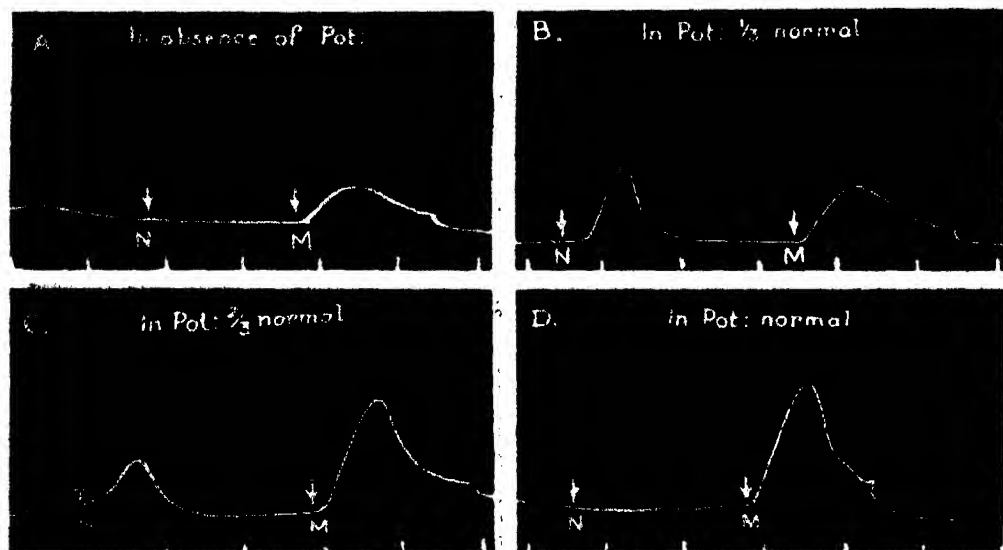 A. In absence of Pot:
N M
B. In Pot: ⅓ normal
N M
C. In Pot: ⅔ normal
M
D. In Pot: normal
N M